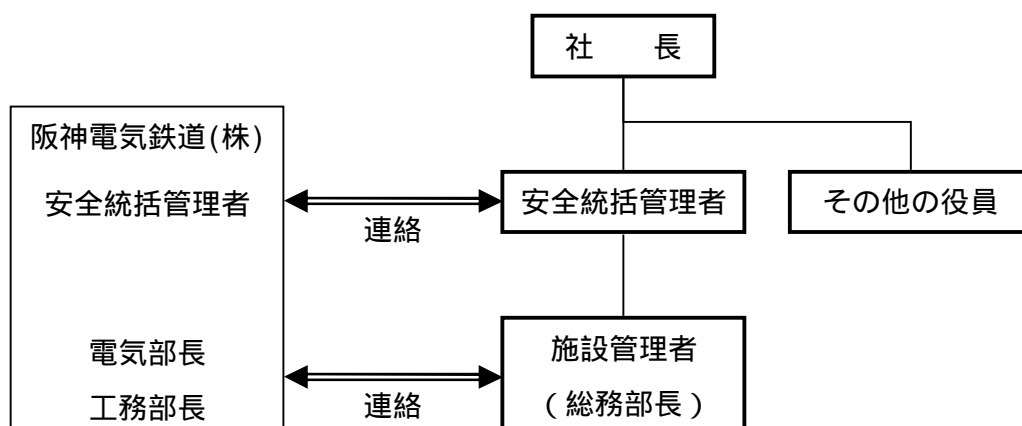 社　　長
阪神電気鉄道(株)
安全統括管理者
連絡
安全統括管理者
その他の役員
電気部長
工務部長
連絡
施設管理者
（総務部長）